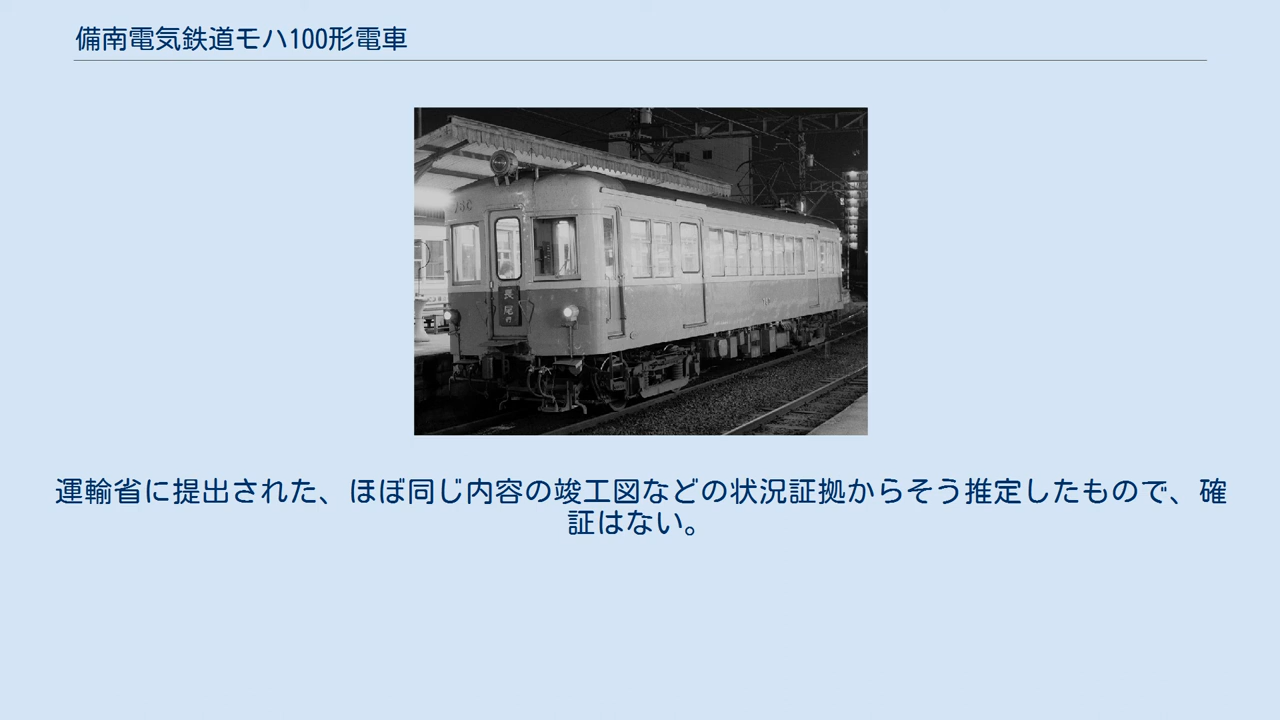 備南電気鉄道モハ100形電車
長尾
運輸省に提出された、ほぼ同じ内容の竣工図などの状況証拠からそう推定したもので、確
証はない。